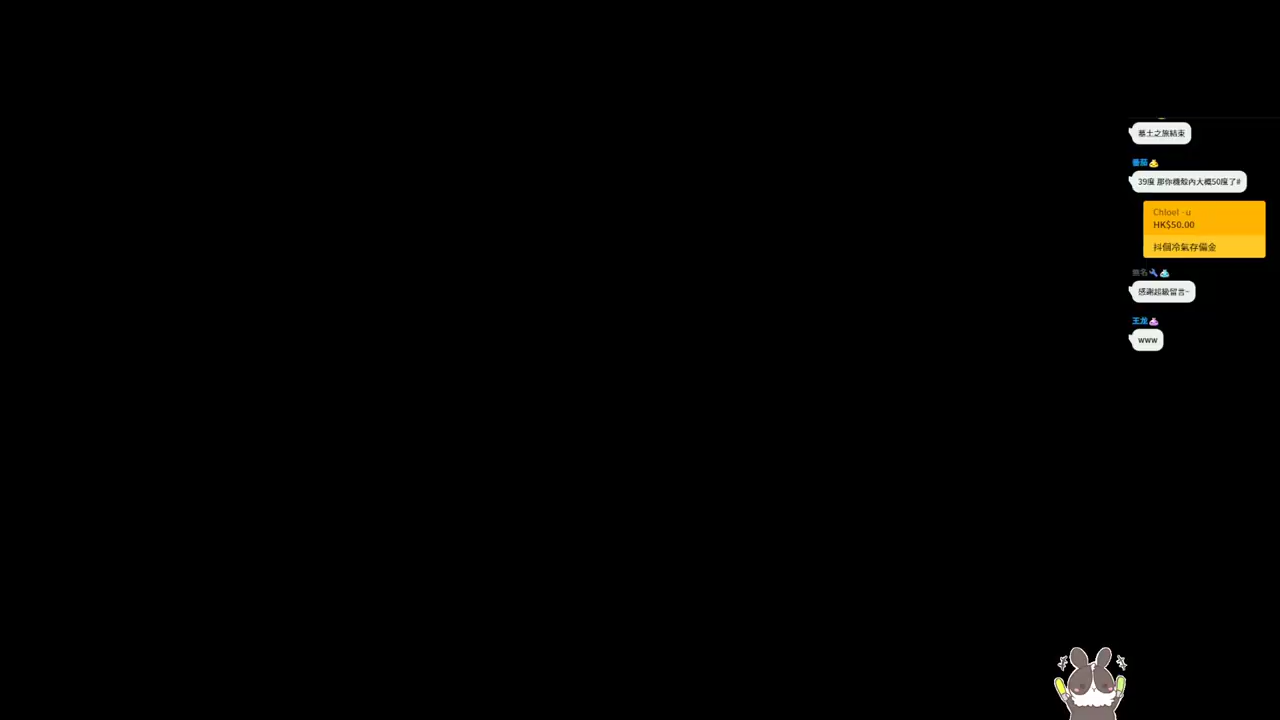 墓土之旅結束
番茄
39度 那你機殼內大概50度了#
Chloel -u
HK$50.00
抖個冷氣存備金
無名
感謝超級留言~
王龙
www